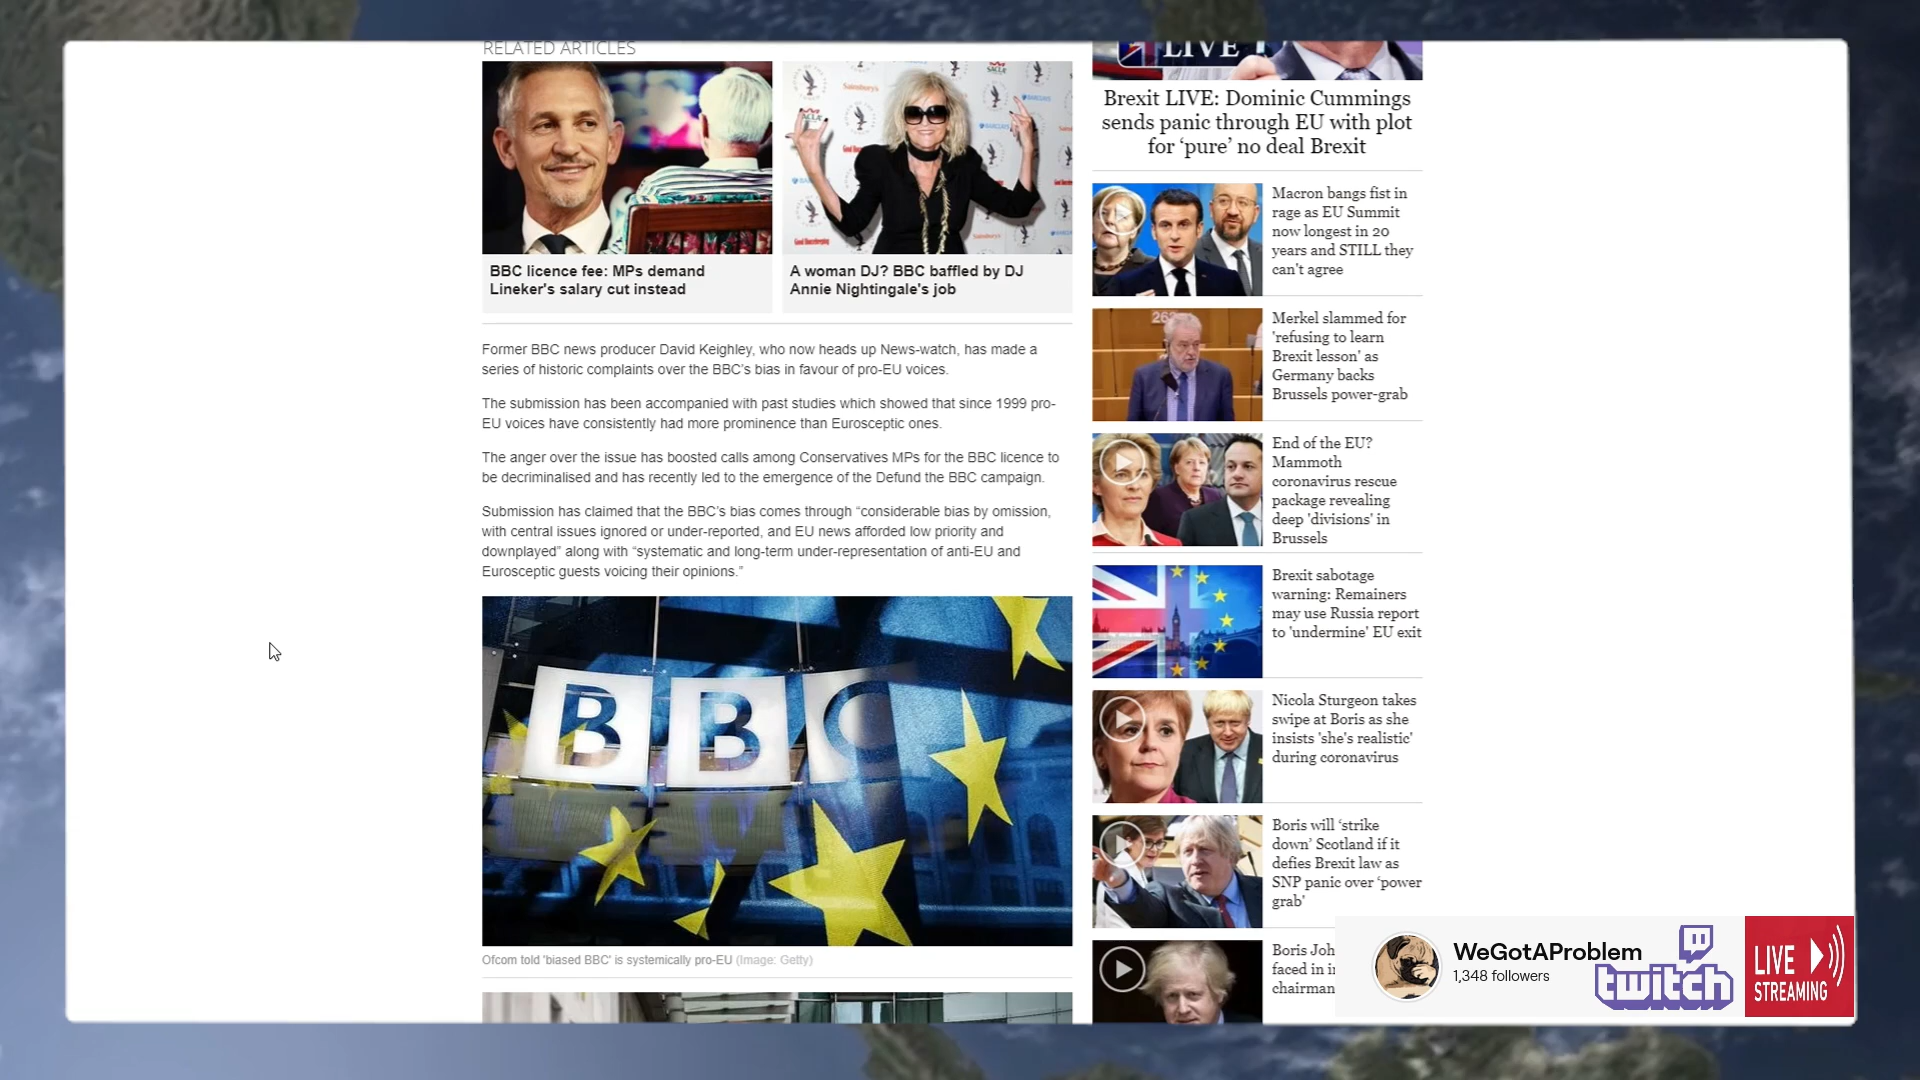 RELATED ARTICLES
BBC licence fee: MPs demand
Lineker's salary cut instead
A woman DJ? BBC baffled by DJ
Annie Nightingale's job
Former BBC news producer David Keighley, who now heads up News-watch, has made a
series of historic complaints over the BBC's bias in favour of pro-EU voices.
The submission has been accompanied with past studies which showed that since 1999 pro-
EU voices have consistently had more prominence than Eurosceptic ones.
The anger over the issue has boosted calls among Conservatives MPs for the BBC licence to
be decriminalised and has recently led to the emergence of the Defund the BBC campaign.
Submission has claimed that the BBC's bias comes through “considerable bias by omission,
with central issues ignored or under-reported, and EU news afforded low priority and
downplayed” along with “systematic and long-term under-representation of anti-EU and
Eurosceptic guests voicing their opinions.”
BBC
Ofcom told 'biased BBC' is systemically pro-EU (Image: Getty)
LIVE
Brexit LIVE: Dominic Cummings
sends panic through EU with plot
for ‘pure’ no deal Brexit
Macron bangs fist in
rage as EU Summit
now longest in 20
years and STILL they
can't agree
Merkel slammed for
'refusing to learn
Brexit lesson' as
Germany backs
Brussels power-grab
End of the EU?
Mammoth
coronavirus rescue
package revealing
deep 'divisions' in
Brussels
Brexit sabotage
warning: Remainers
may use Russia report
to 'undermine' EU exit
Nicola Sturgeon takes
swipe at Boris as she
insists 'she's realistic'
during coronavirus
Boris will ‘strike
down’ Scotland if it
defies Brexit law as
SNP panic over ‘power
grab’
Boris Joh
faced in i
chairman
WeGotAProblem
1,348 followers
twitch
LIVE
STREAMING